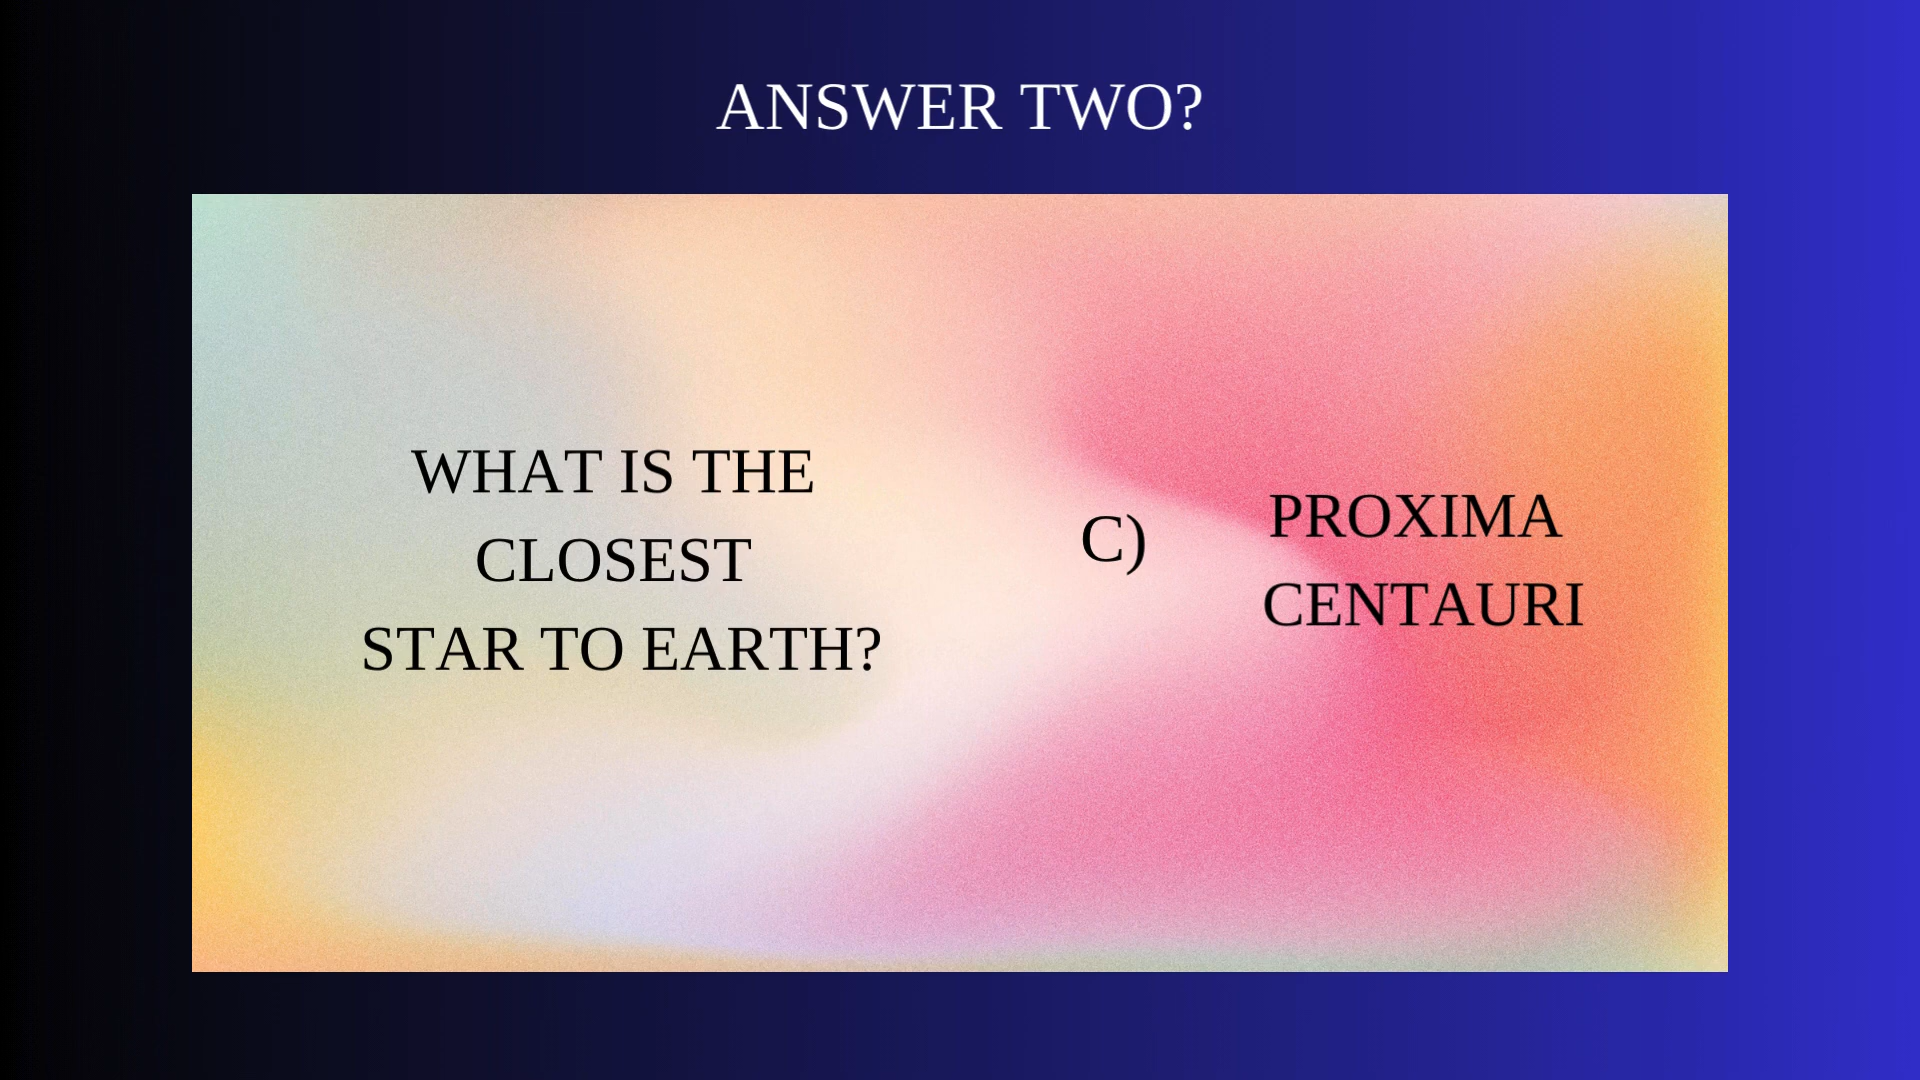 ANSWER TWO?
WHAT IS THE
CLOSEST
STAR TO EARTH?
C)
PROXIMA
CENTAURI